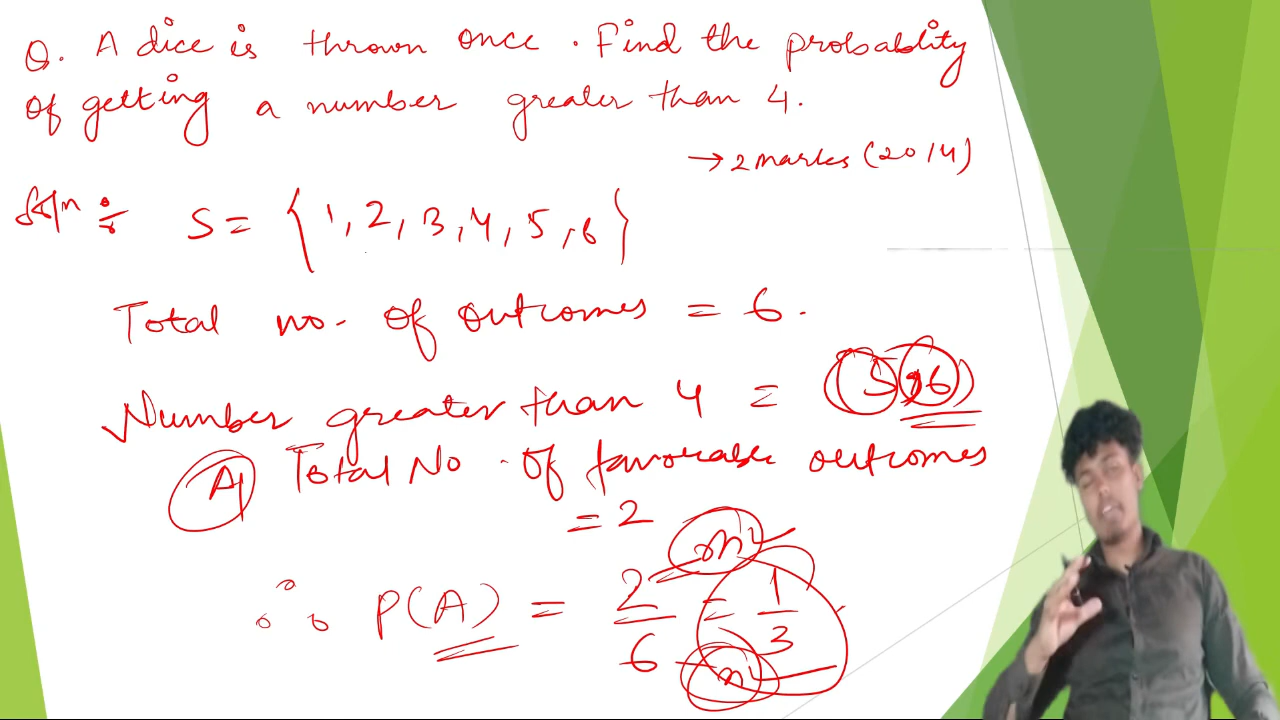 Q. A dice is thrown once. Find the probability
of getting a number greater than 4.
→ 2 marks (2014)
Soln :- S = {1, 2, 3, 4, 5, 6}
Total no. of outcomes = 6.
Number greater than 4 = (5, 6)
A Total No. of favorable outcomes
= 2
∴ P(A) = 2/6 = 1/3
m
n